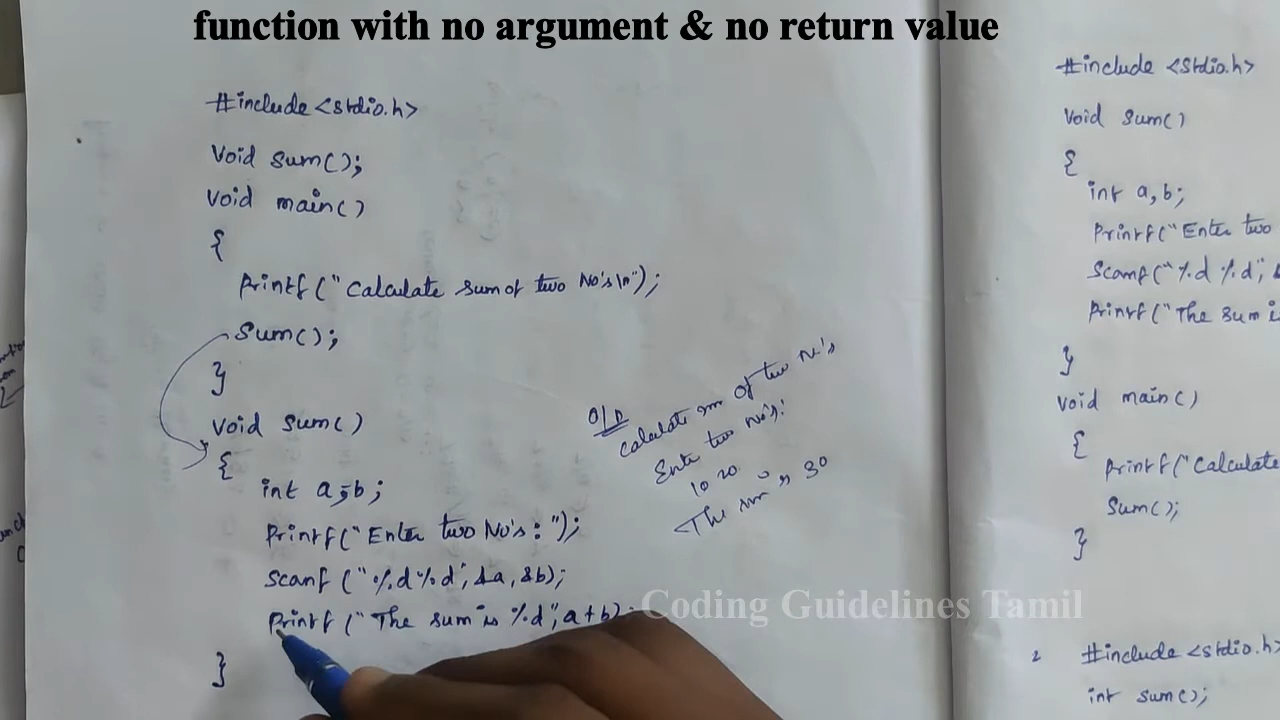 function with no argument & no return value
#include <stdio.h>
void sum();
void main()
{
printf("Calculate sum of two No's\n");
sum();
}
void sum()
{
int a,b;
printf("Enter two No's : ");
scanf("%d%d", &a, &b);
printf("The sum is %d", a+b);
}
O/P
Calculate sm of two No's
Enter two No's:
10 20
The sum is 30
Coding Guidelines Tamil
#include <stdio.h>
void sum()
{
int a,b;
printf("Enter two
scanf("%d %d",
printf("The sum is
}
void main()
{
printf("Calculate
sum();
}
2 #include <stdio.h>
int sum();